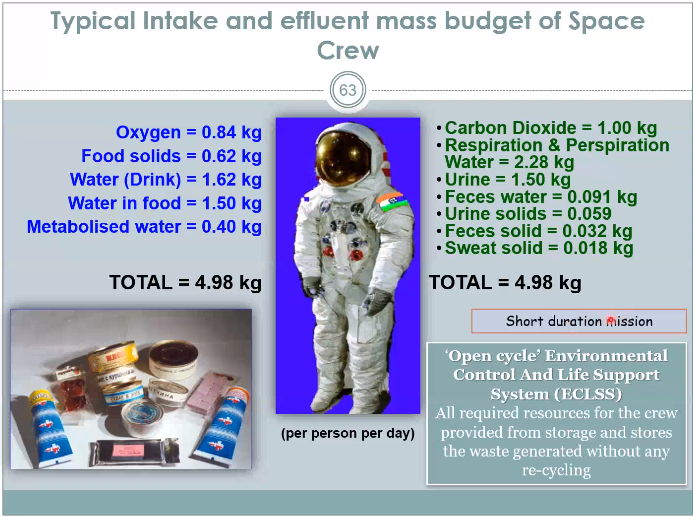 Typical Intake and effluent mass budget of Space
Crew
63
Oxygen = 0.84 kg
Food solids = 0.62 kg
Water (Drink) = 1.62 kg
Water in food = 1.50 kg
Metabolised water = 0.40 kg
TOTAL = 4.98 kg
• Carbon Dioxide = 1.00 kg
• Respiration & Perspiration
Water = 2.28 kg
• Urine = 1.50 kg
• Feces water = 0.091 kg
• Urine solids = 0.059
• Feces solid = 0.032 kg
• Sweat solid = 0.018 kg
TOTAL = 4.98 kg
Short duration mission
(per person per day)
‘Open cycle’ Environmental
Control And Life Support
System (ECLSS)
All required resources for the crew
provided from storage and stores
the waste generated without any
re-cycling